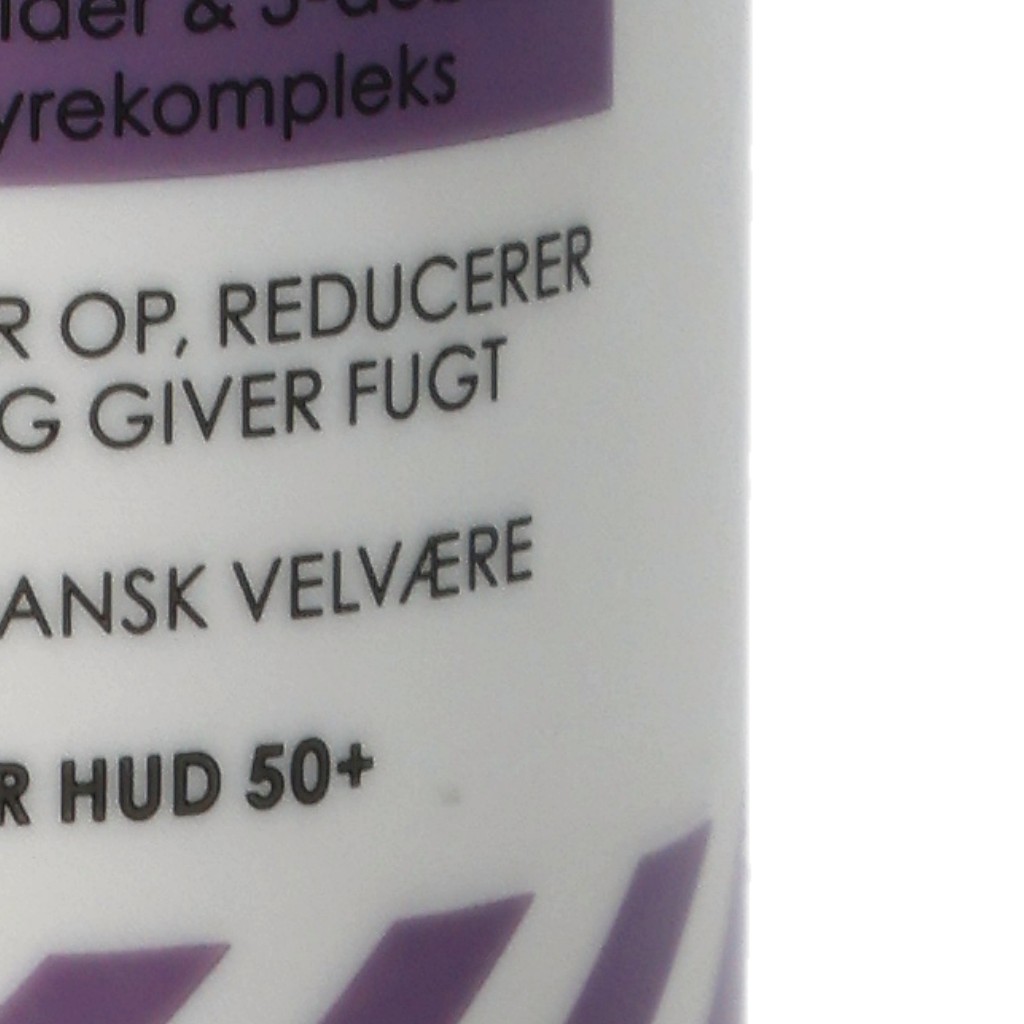 yrekompleks
R OP, REDUCERER
G GIVER FUGT
ANSK VELVÆRE
R HUD 50+